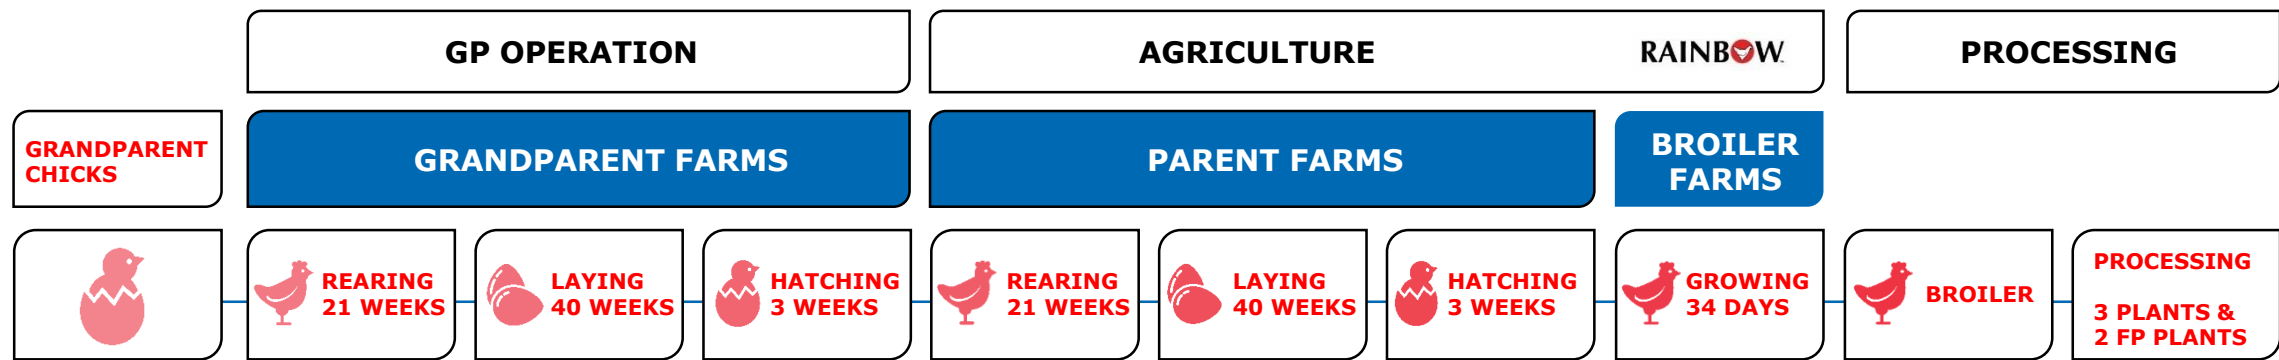 GP OPERATION
AGRICULTURE
RAINBOW
PROCESSING
GRANDPARENT
CHICKS
GRANDPARENT FARMS
PARENT FARMS
BROILER
FARMS
REARING
21 WEEKS
LAYING
40 WEEKS
HATCHING
3 WEEKS
REARING
21 WEEKS
LAYING
40 WEEKS
HATCHING
3 WEEKS
GROWING
34 DAYS
BROILER
PROCESSING
3 PLANTS &
2 FP PLANTS